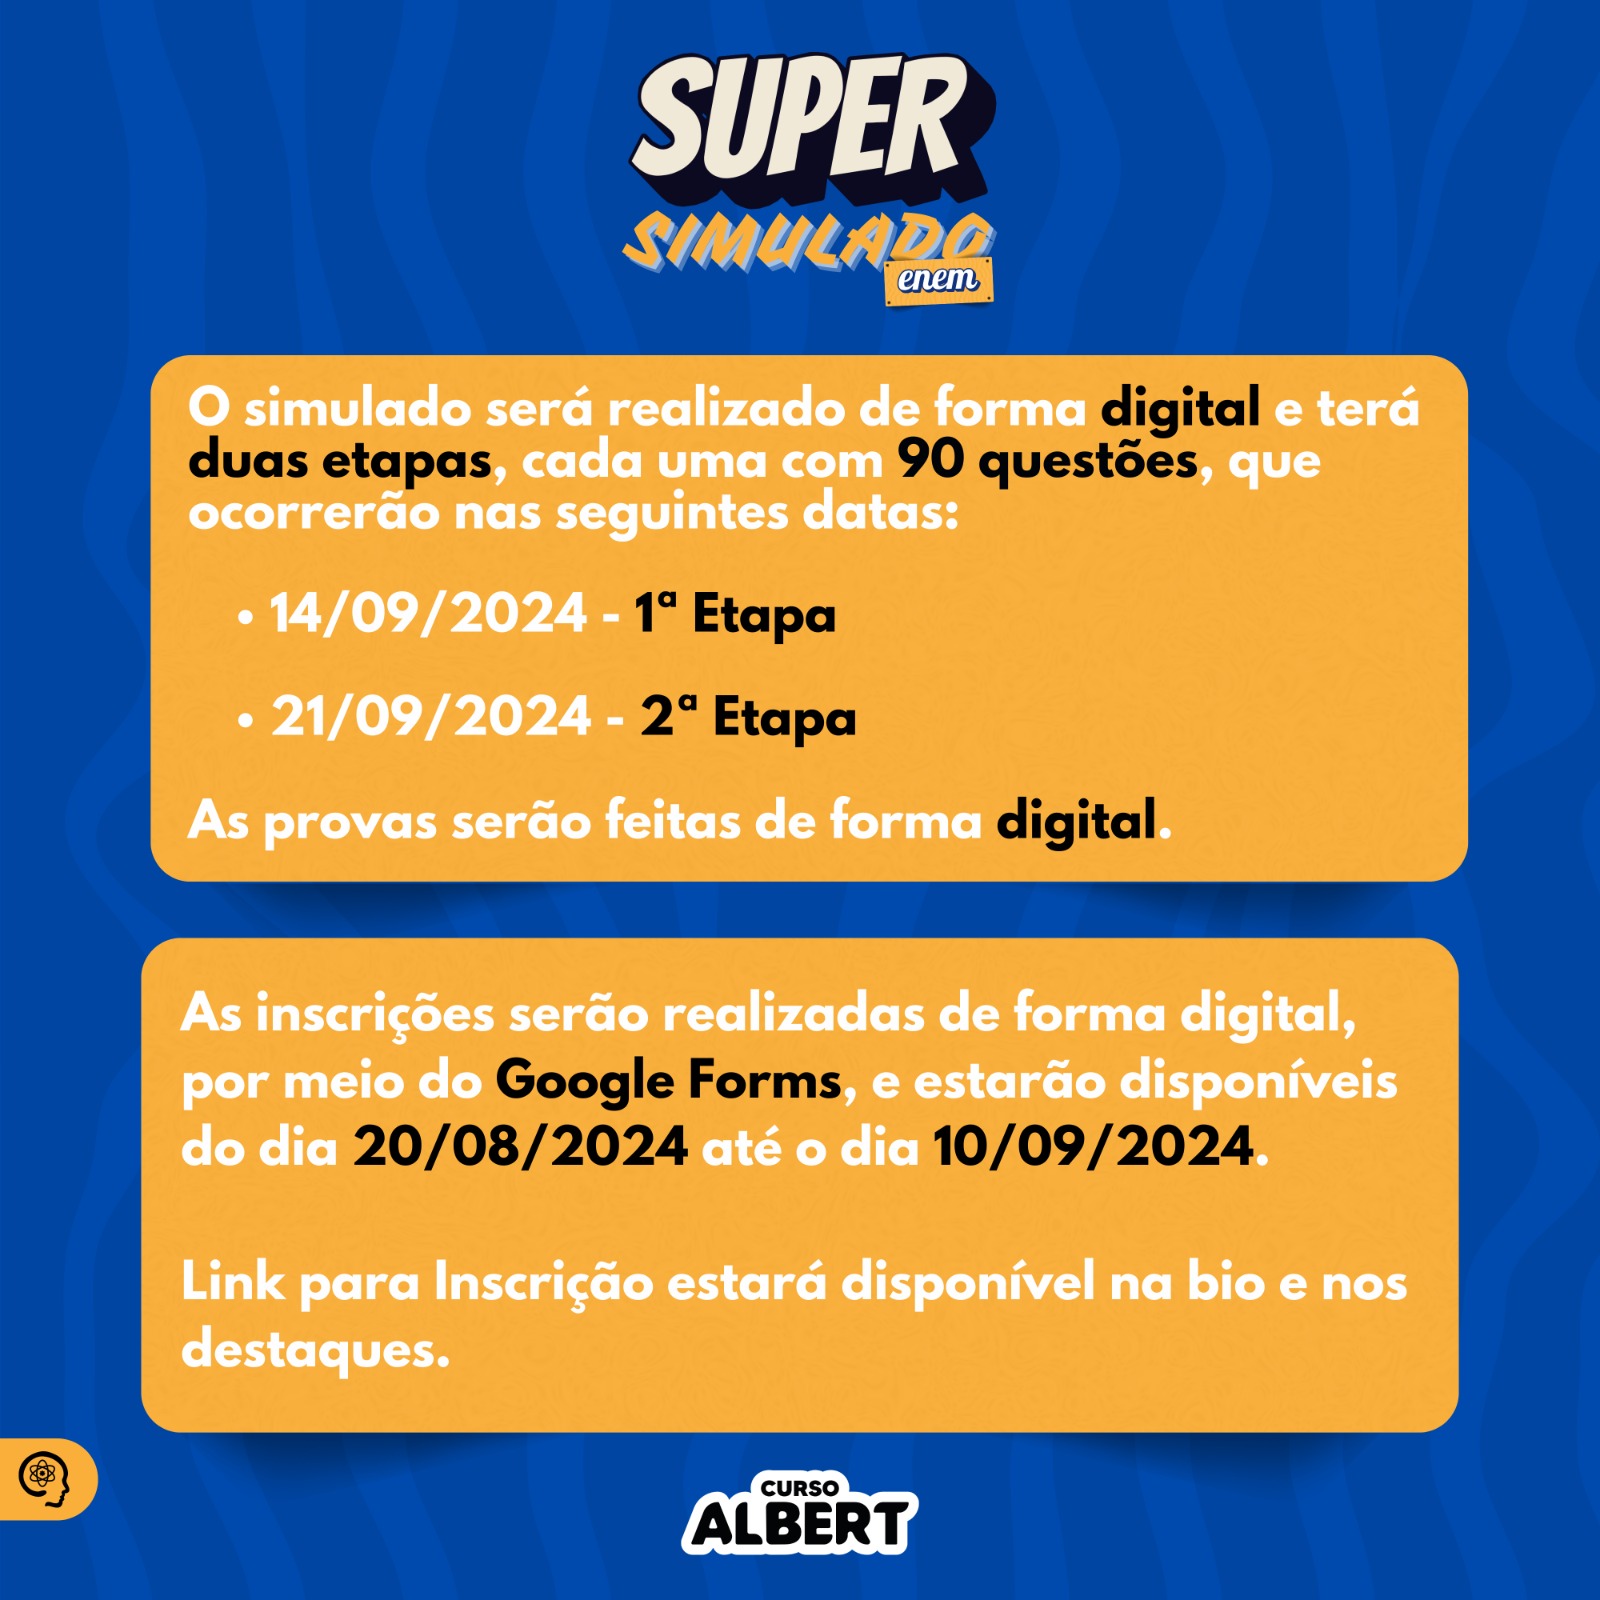 SUPER
SIMULADO
enem
O simulado será realizado de forma digital e terá
duas etapas, cada uma com 90 questões, que
ocorrerão nas seguintes datas:
• 14/09/2024 - 1ª Etapa
• 21/09/2024 - 2ª Etapa
As provas serão feitas de forma digital.
As inscrições serão realizadas de forma digital,
por meio do Google Forms, e estarão disponíveis
do dia 20/08/2024 até o dia 10/09/2024.
Link para Inscrição estará disponível na bio e nos
destaques.
CURSO
ALBERT